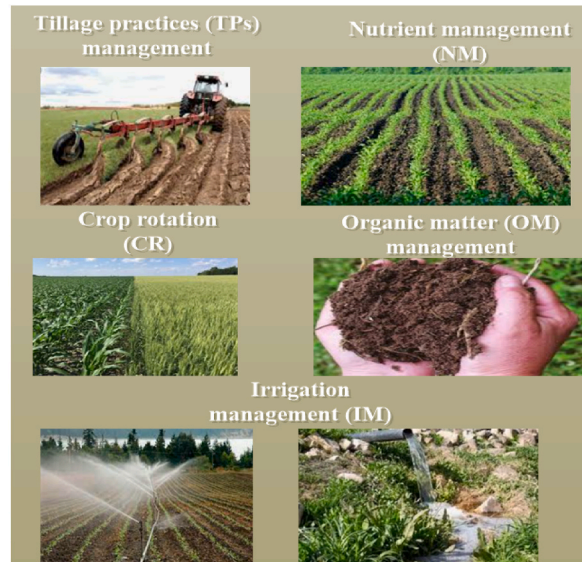 Tillage practices (TPs)
management
Nutrient management
(NM)
Crop rotation
(CR)
Organic matter (OM)
management
Irrigation
management (IM)